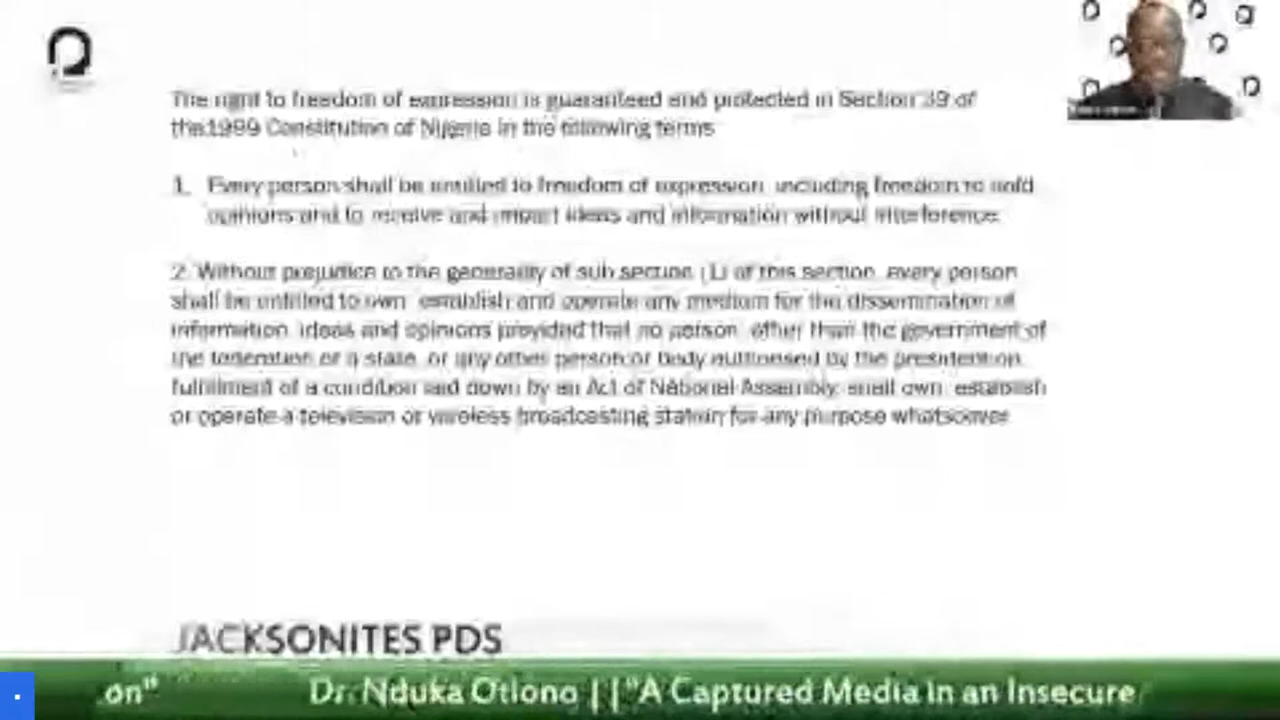 The right to freedom of expression is guaranteed and protected in Section 39 of
the 1999 Constitution of Nigeria in the following terms
1. Every person shall be entitled to freedom of expression, including freedom to hold
opinions and to receive and impart ideas and information without interference
2. Without prejudice to the generality of sub section (1) of this section, every person
shall be entitled to own, establish and operate any medium for the dissemination of
information, ideas and opinions provided that no person, other than the government of
the federation or a state, or any other person or body authorised by the president on
fulfillment of a condition laid down by an Act of National Assembly, shall own, establish
or operate a television or wireless broadcasting station for any purpose whatsoever
JACKSONITES PDS
on" Dr. Nduka Otiono || "A Captured Media in an Insecure